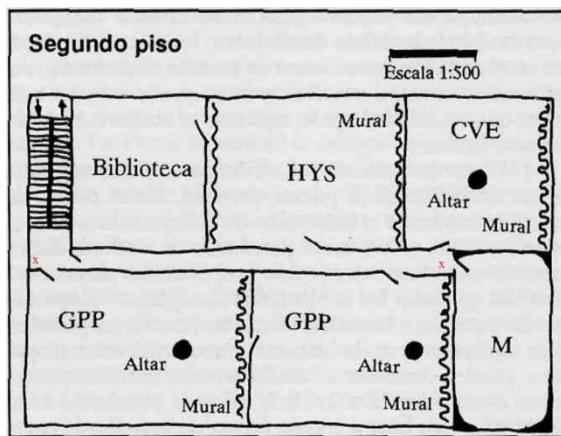 Segundo piso
Escala 1:500
Mural
CVE
Biblioteca
HYS
Altar
Mural
x
x
GPP
GPP
M
Altar
Altar
Mural
Mural